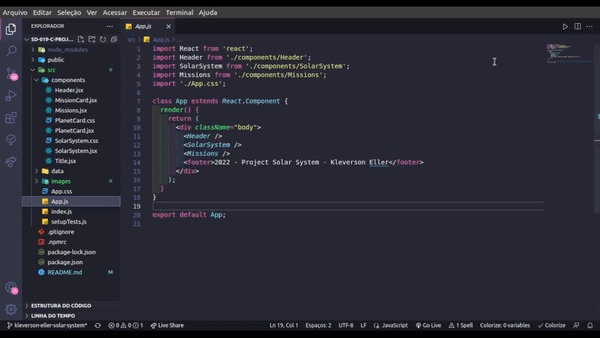 Arquivo Editar Seleção Ver Acessar Executar Terminal Ajuda
EXPLORADOR
SD-019-C-PROJ...
node_modules
public
src
components
Header.jsx
MissionCard.jsx
Missions.jsx
PlanetCard.css
PlanetCard.jsx
SolarSystem.css
SolarSystem.jsx
Title.jsx
data
images
App.css
App.js
index.js
setupTests.js
.gitignore
.npmrc
package-lock.json
package.json
README.md
ESTRUTURA DO CÓDIGO
LINHA DO TEMPO
App.js
src > App.js > ...
1 import React from 'react';
2 import Header from './components/Header';
3 import SolarSystem from './components/SolarSystem';
4 import Missions from './components/Missions';
5 import './App.css';
6
7 class App extends React.Component {
8 render() {
9 return (
10 <div className="body">
11 <Header />
12 <SolarSystem />
13 <Missions />
14 <footer>2022 - Project Solar System - Kleverson Eller</footer>
15 </div>
16 );
17 }
18 }
19
20 export default App;
21
kleverson-eller-solar-system* 0 0 1 Live Share Ln 19, Col 1 Espaços: 2 UTF-8 LF JavaScript Go Live 1 Spell Colorize: 0 variables Colorize